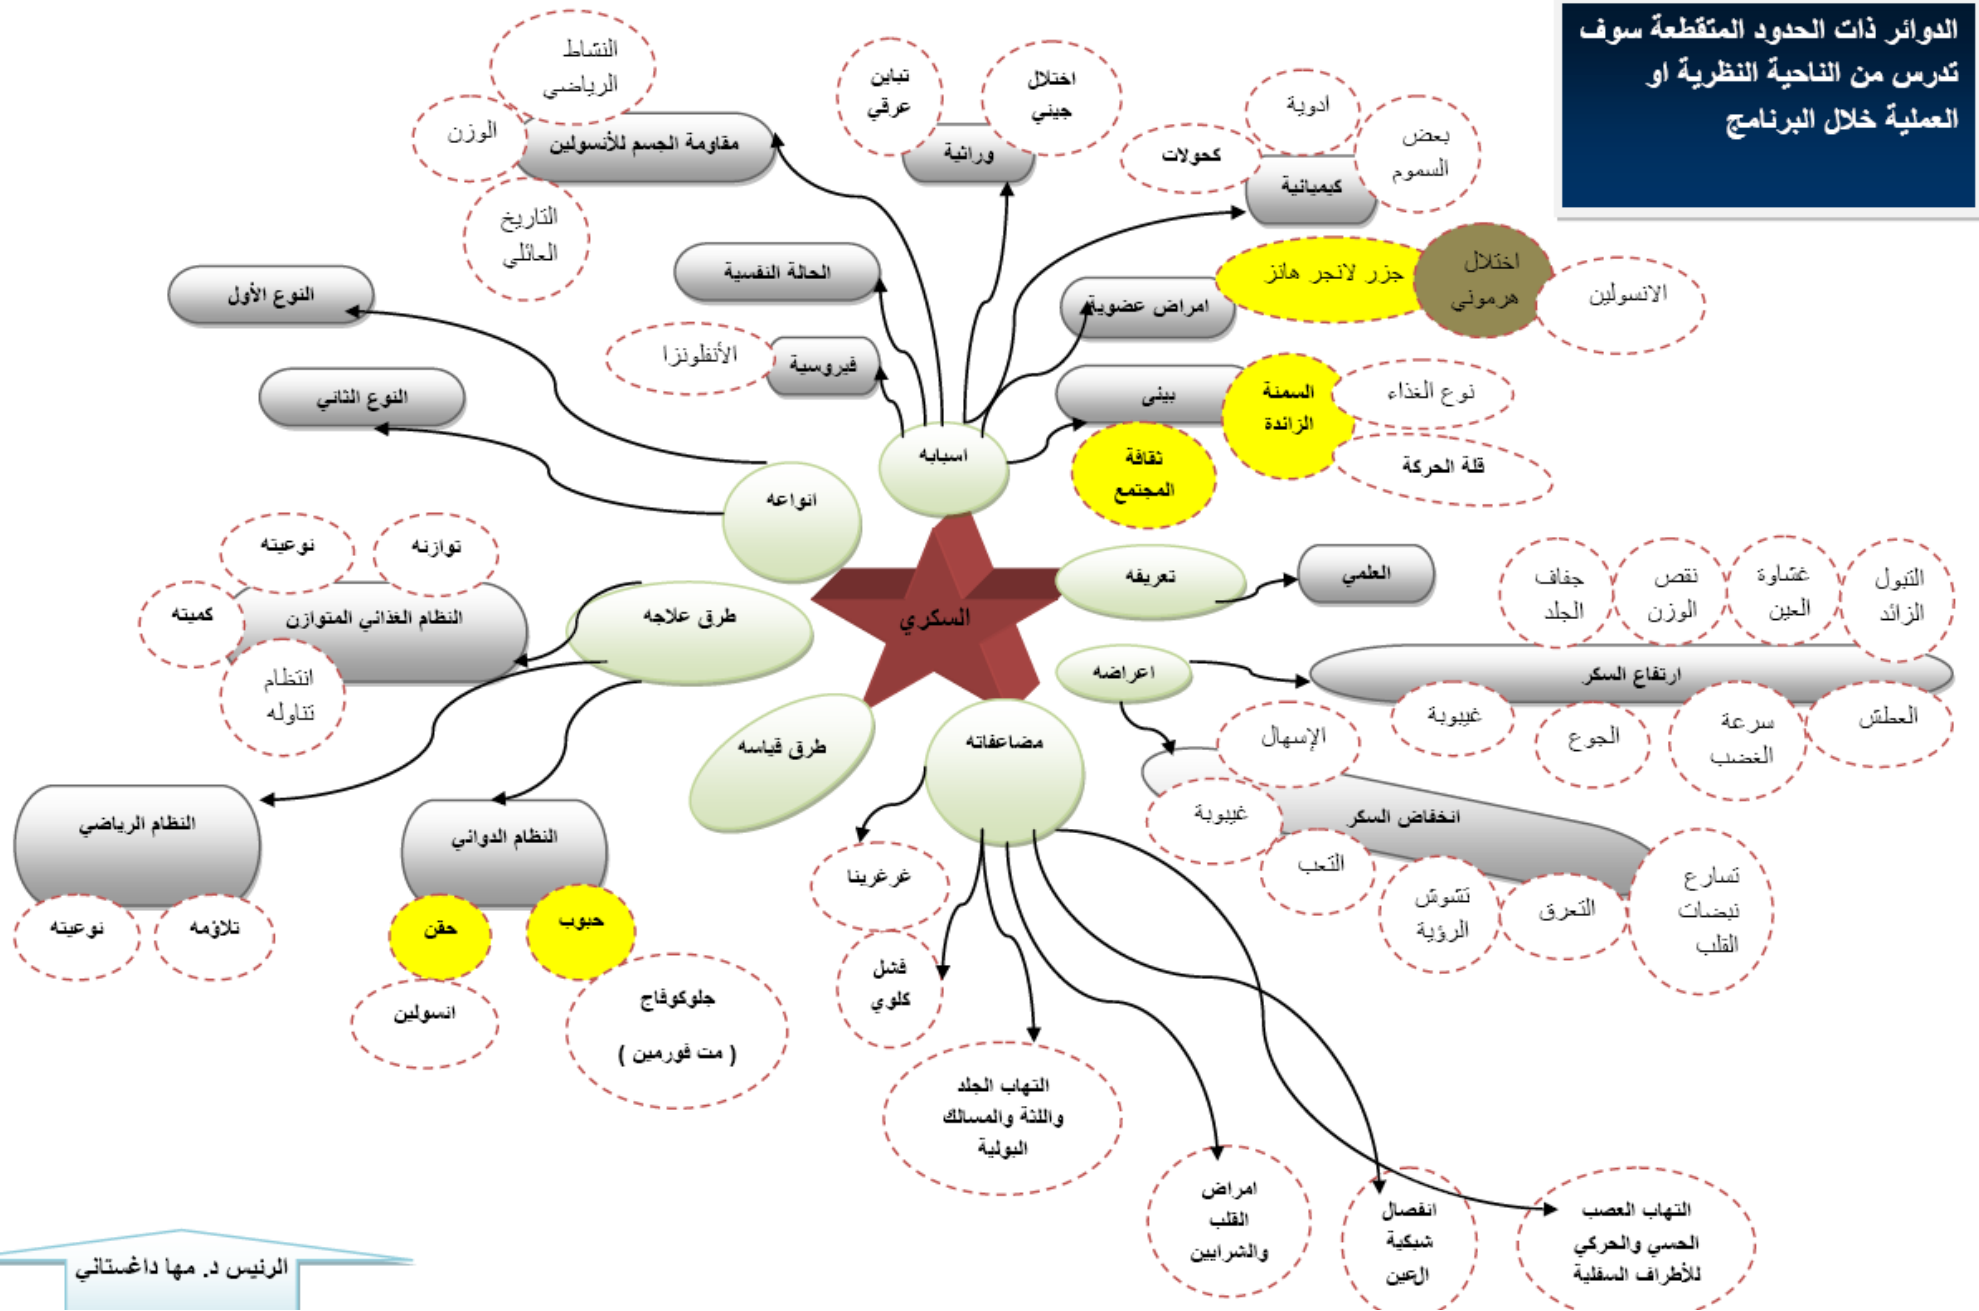 الدوائر ذات الحدود المتقطعة سوف
تدرس من الناحية النظرية او
العملية خلال البرنامج
النشاط
الرياضي
الوزن
مقاومة الجسم للأنسولين
التاريخ
العائلي
تباين
عرقي
اختلال
جيني
وراثية
ادوية
كحولات
بعض
السموم
كيميائية
الحالة النفسية
امراض عضوية
جزر لانجر هانز
اختلال
هرموني
الانسولين
الأنفلونزا
فيروسية
بيئى
السمنة
الزائدة
نوع الغذاء
قلة الحركة
ثقافة
المجتمع
اسبابه
النوع الأول
النوع الثاني
انواعه
السكري
تعريفه
العلمي
اعراضه
التبول
الزائد
غشاوة
العين
نقص
الوزن
جفاف
الجلد
ارتفاع السكر
العطش
سرعة
الغضب
الجوع
غيبوبة
الإسهال
غيبوبة
انخفاض السكر
التعب
تشوش
الرؤية
التعرق
تسارع
نبضات
القلب
طرق علاجه
توازنه
نوعيته
كميته
النظام الغذائي المتوازن
انتظام
تناوله
النظام الرياضي
تلاؤمه
نوعيته
النظام الدوائي
حبوب
حقن
انسولين
جلوكوفاج
( مت فورمين )
طرق قياسه
مضاعفاته
غرغرينا
فشل
كلوي
التهاب الجلد
واللثة والمسالك
البولية
امراض
القلب
والشرايين
انفصال
شبكية
العين
التهاب العصب
الحسي والحركي
للأطراف السفلية
الرئيس د. مها داغستاني